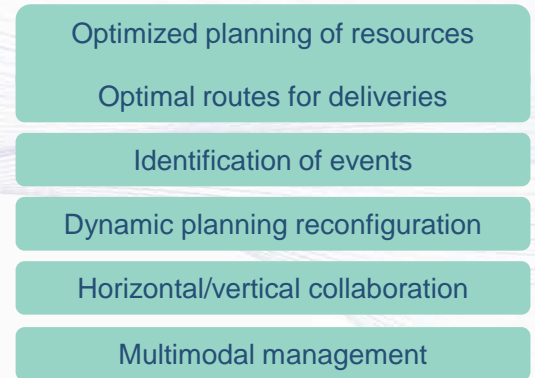 Optimized planning of resources
Optimal routes for deliveries
Identification of events
Dynamic planning reconfiguration
Horizontal/vertical collaboration
Multimodal management